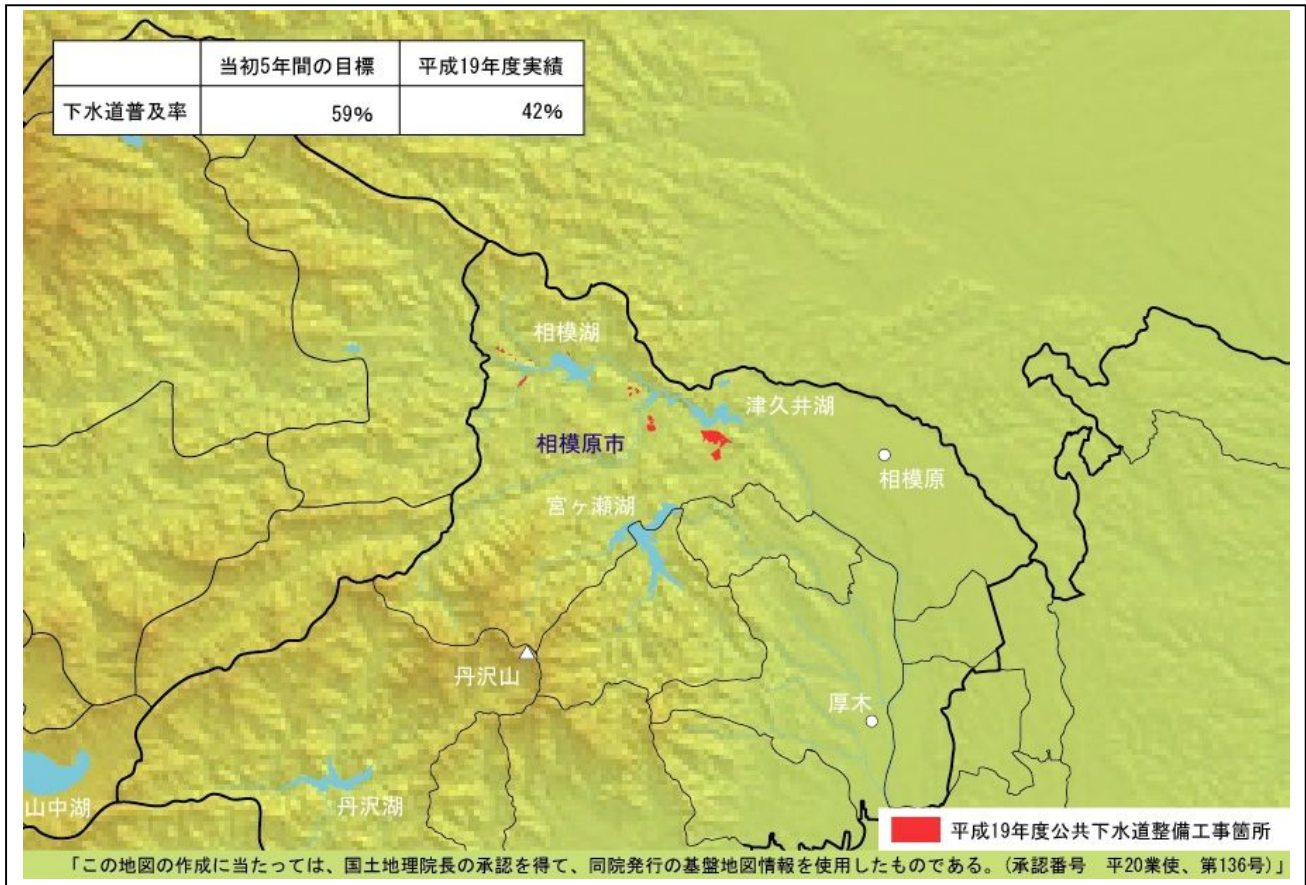 当初5年間の目標 平成19年度実績
下水道普及率 59% 42%
相模湖
津久井湖
相模原市
相模原
宮ヶ瀬湖
丹沢山
厚木
山中湖
丹沢湖
平成19年度公共下水道整備工事箇所
「この地図の作成に当たっては、国土地理院長の承認を得て、同院発行の基盤地図情報を使用したものである。(承認番号 平20業使、第136号)」